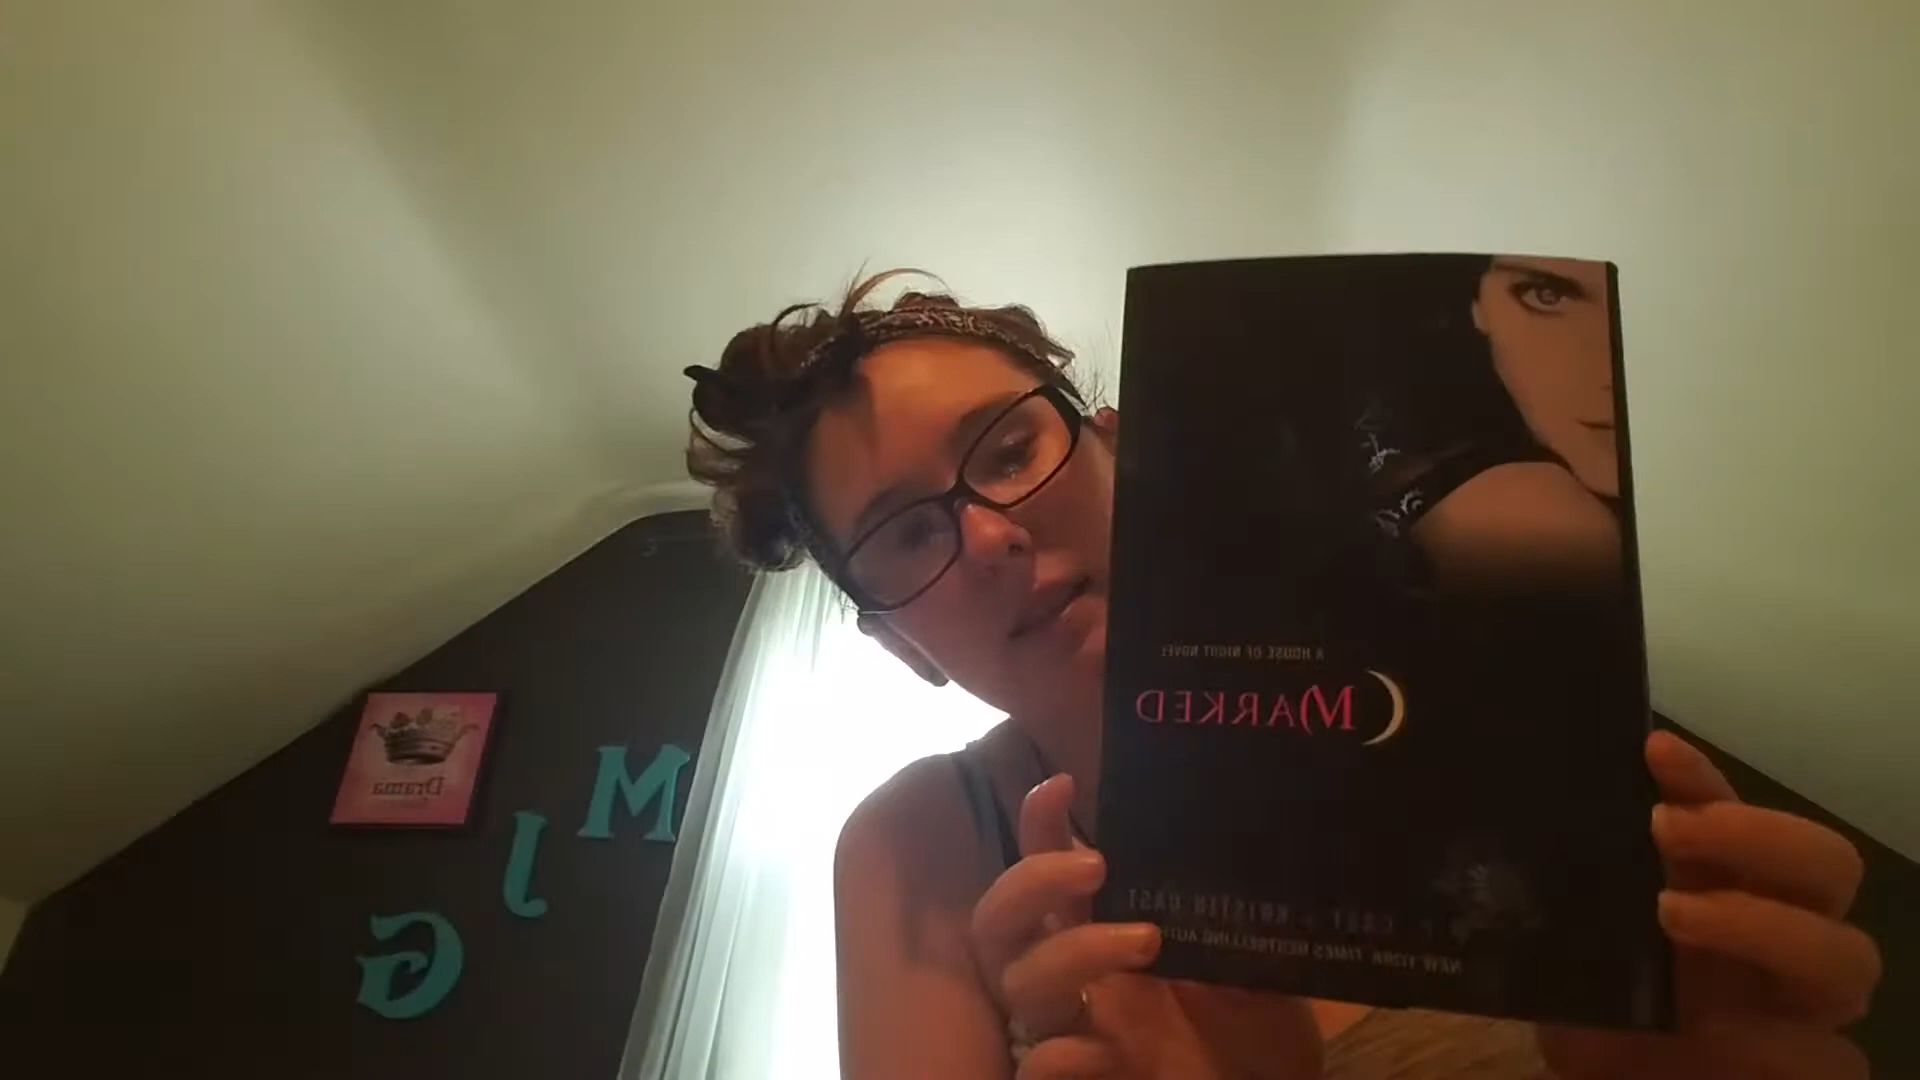 A HOUSE OF NIGHT NOVEL
MARKED
CAST + KRISTIN CAST
NEW YORK TIMES BESTSELLING
Drama
M
J
G